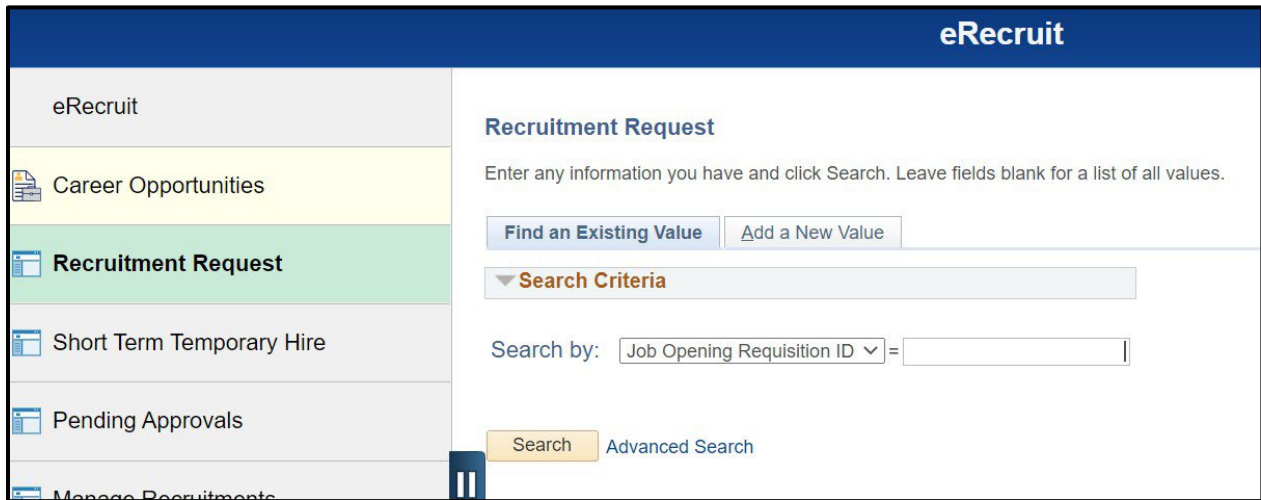 eRecruit
eRecruit
Career Opportunities
Recruitment Request
Short Term Temporary Hire
Pending Approvals
Manage Recruitments
Recruitment Request
Enter any information you have and click Search. Leave fields blank for a list of all values.
Find an Existing Value Add a New Value
Search Criteria
Search by: Job Opening Requisition ID =
Search Advanced Search